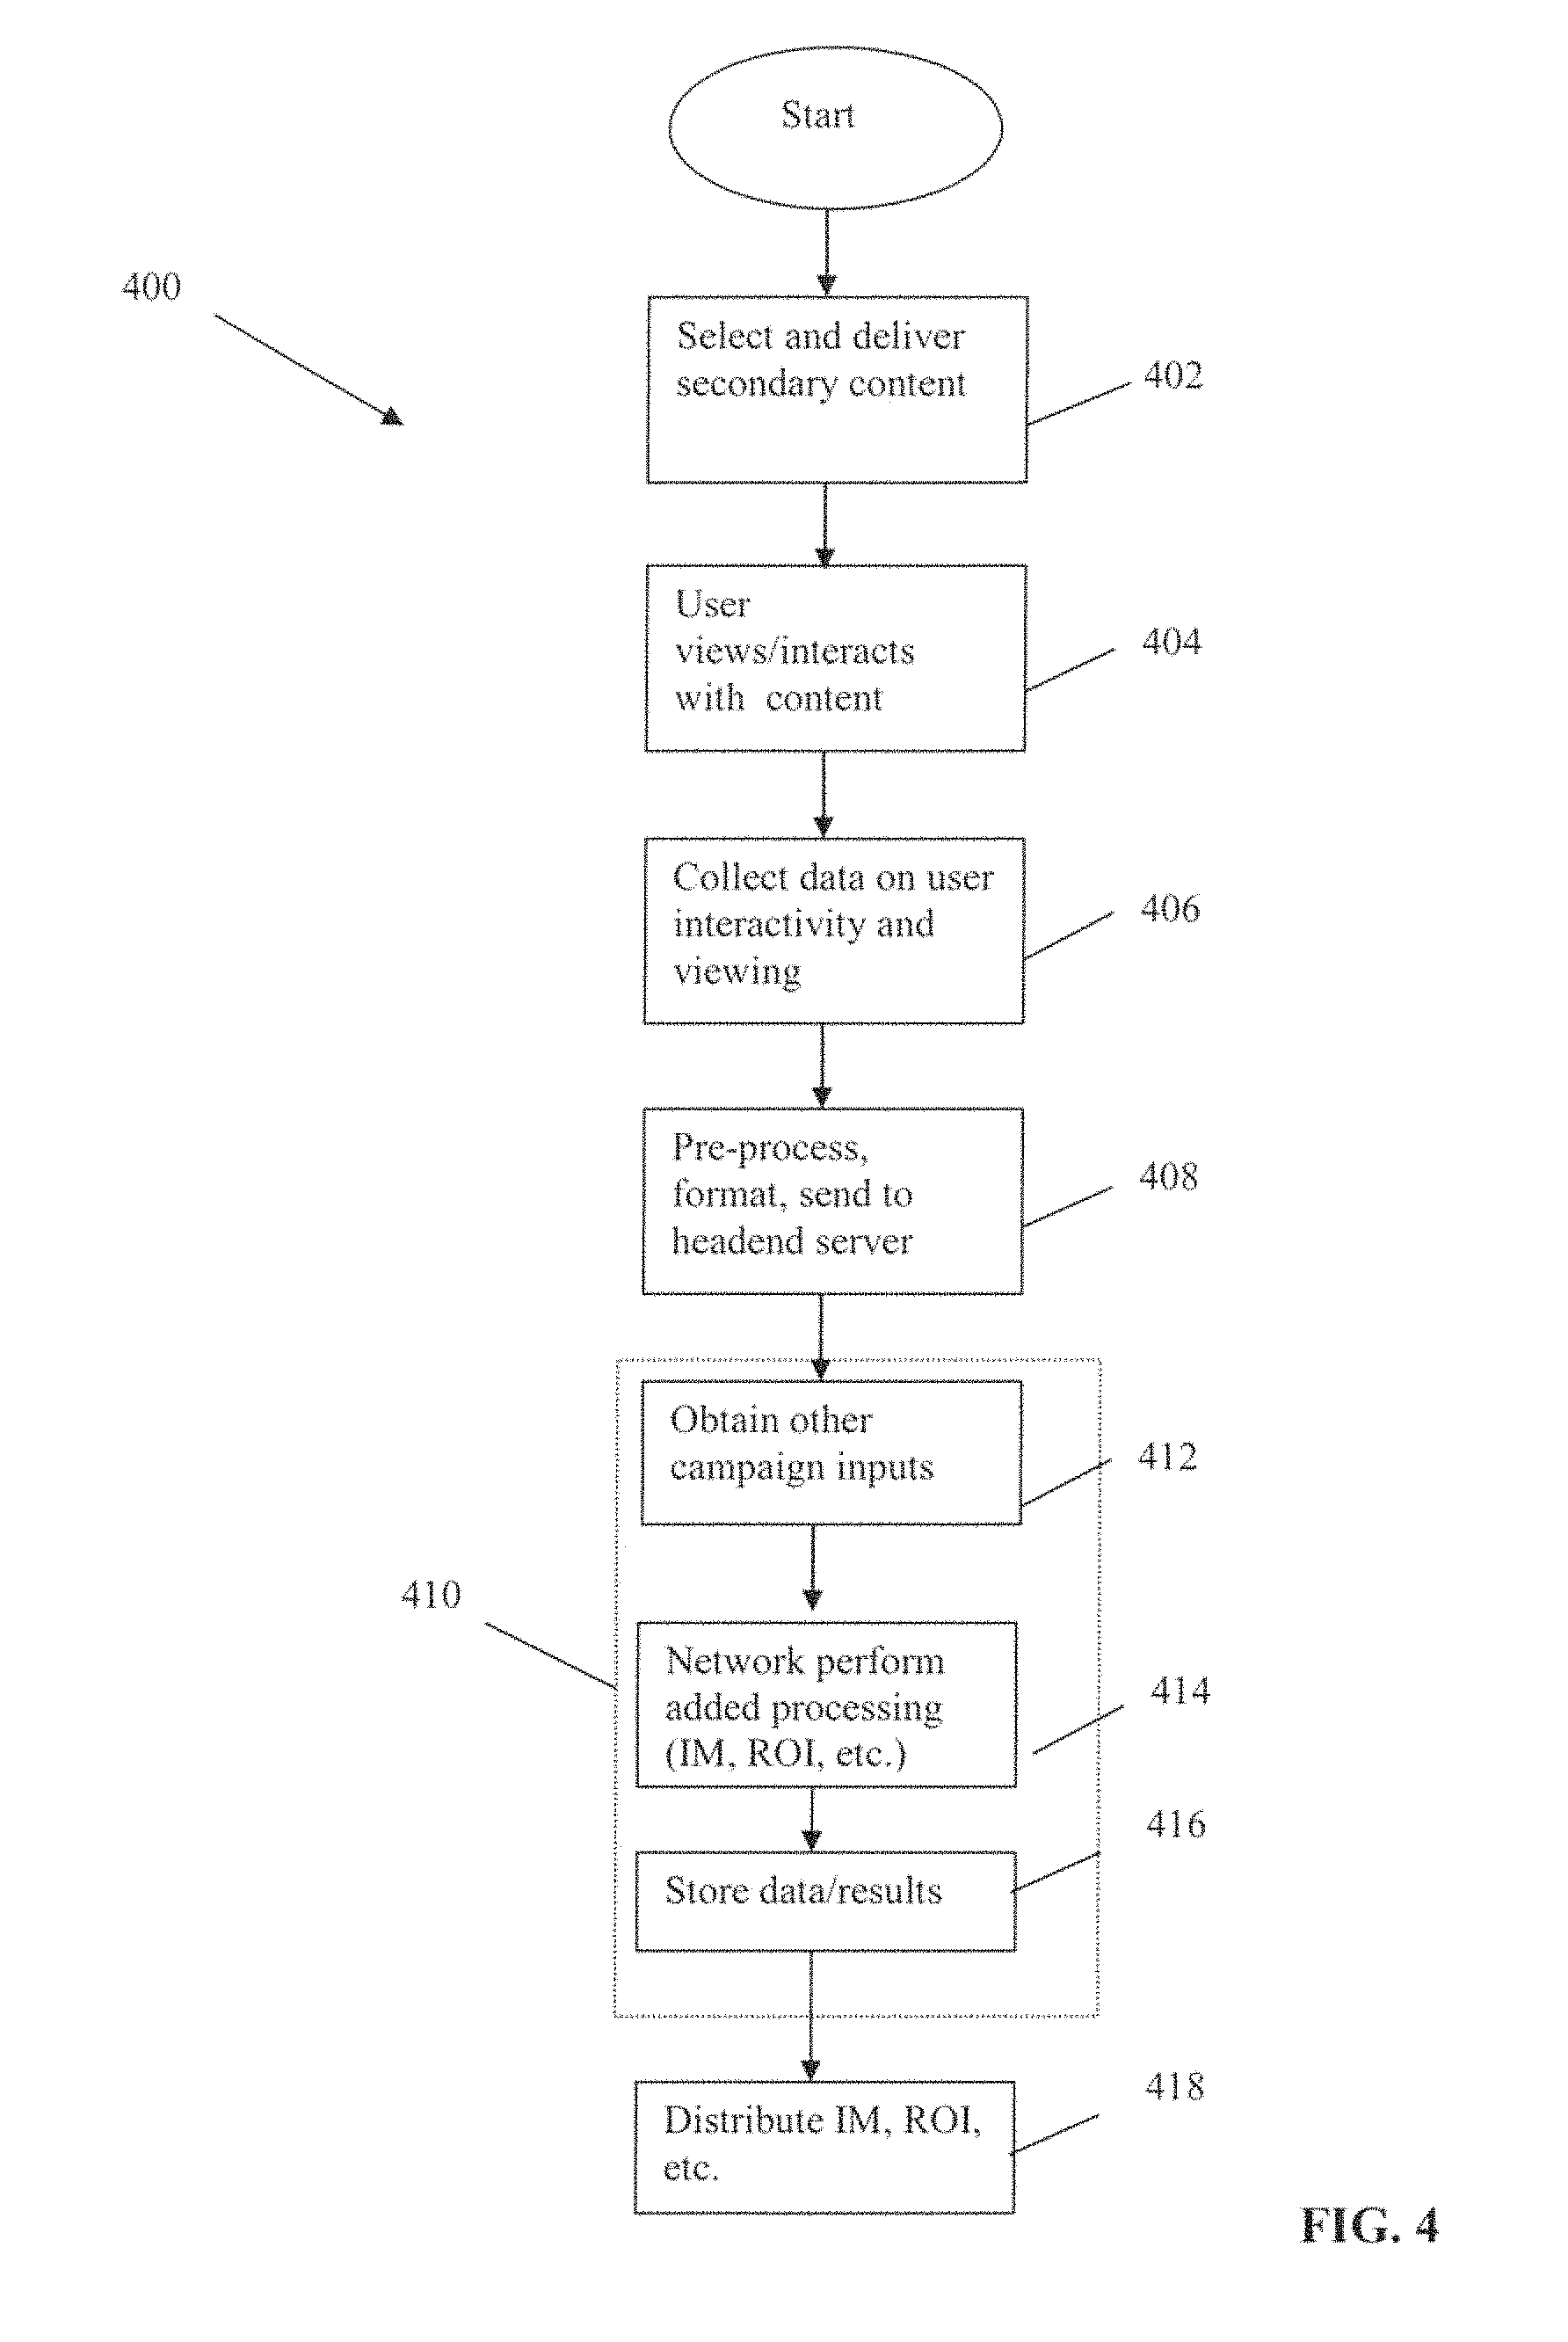 Start
400
Select and deliver
secondary content
402
User
views/interacts
with content
404
Collect data on user
interactivity and
viewing
406
Pre-process,
format, send to
headend server
408
Obtain other
campaign inputs
412
410
Network perform
added processing
(IM, ROI, etc.)
414
416
Store data/results
418
Distribute IM, ROI,
etc.
FIG. 4